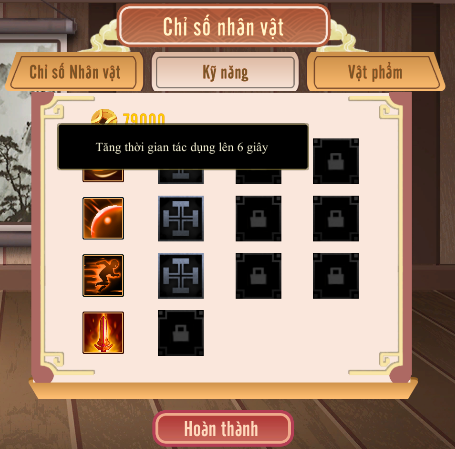 Chỉ số nhân vật
Chỉ số Nhân vật
Kỹ năng
Vật phẩm
79000
Tăng thời gian tác dụng lên 6 giây
Hoàn thành